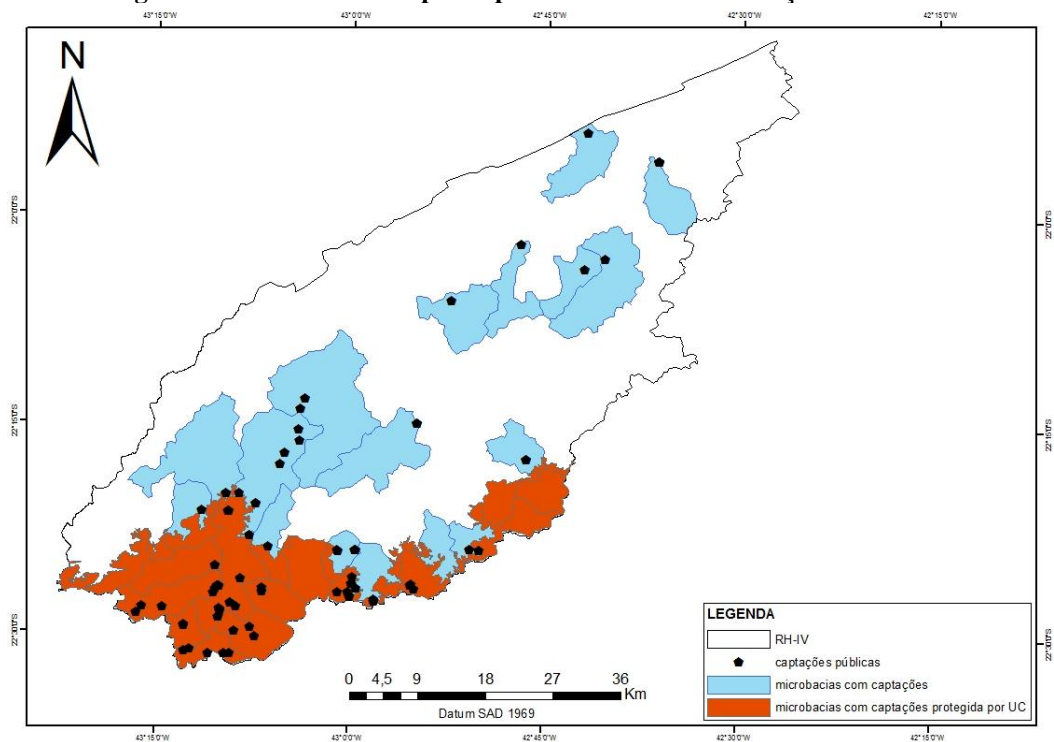 43°15'0"W 43°0'0"W 42°45'0"W 42°30'0"W 42°15'0"W
N
22°0'0"S 22°0'0"S
22°15'0"S 22°15'0"S
22°30'0"S 22°30'0"S
LEGENDA
RH-IV
captações públicas
microbacias com captações
microbacias com captações protegida por UC
0 4,5 9 18 27 36
Km
Datum SAD 1969
43°15'0"W 43°0'0"W 42°45'0"W 42°30'0"W 42°15'0"W